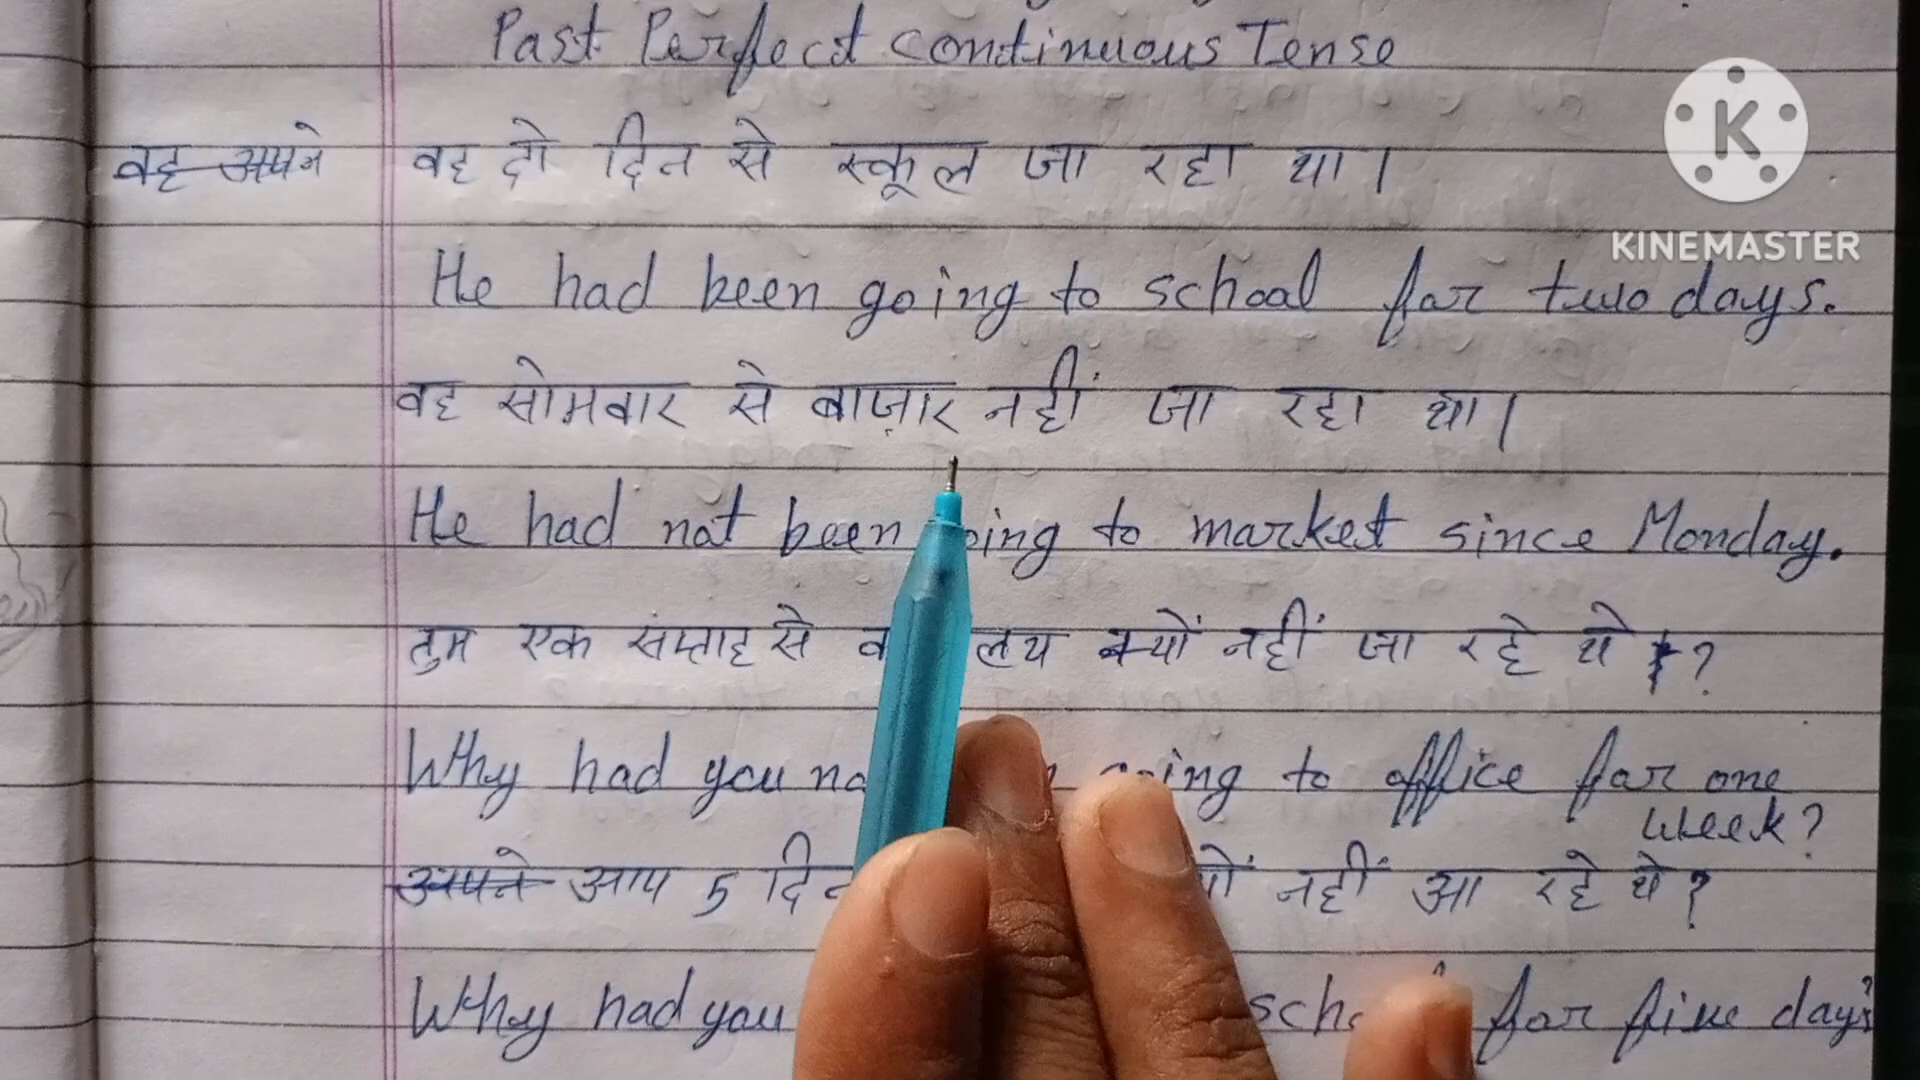 Past Perfect Continuous Tense
वह अपने वह दो दिन से स्कूल जा रहा था।
He had been going to school for two days.
वह सोमवार से बाज़ार नहीं जा रहा था।
He had not been going to market since Monday.
तुम एक सप्ताह से क्यों नहीं जा रहे थे ?
Why had you going to office for one
week?
अपने आप 5 दिन नहीं आ रहे थे?
Why had you for five days?
K
KINEMASTER